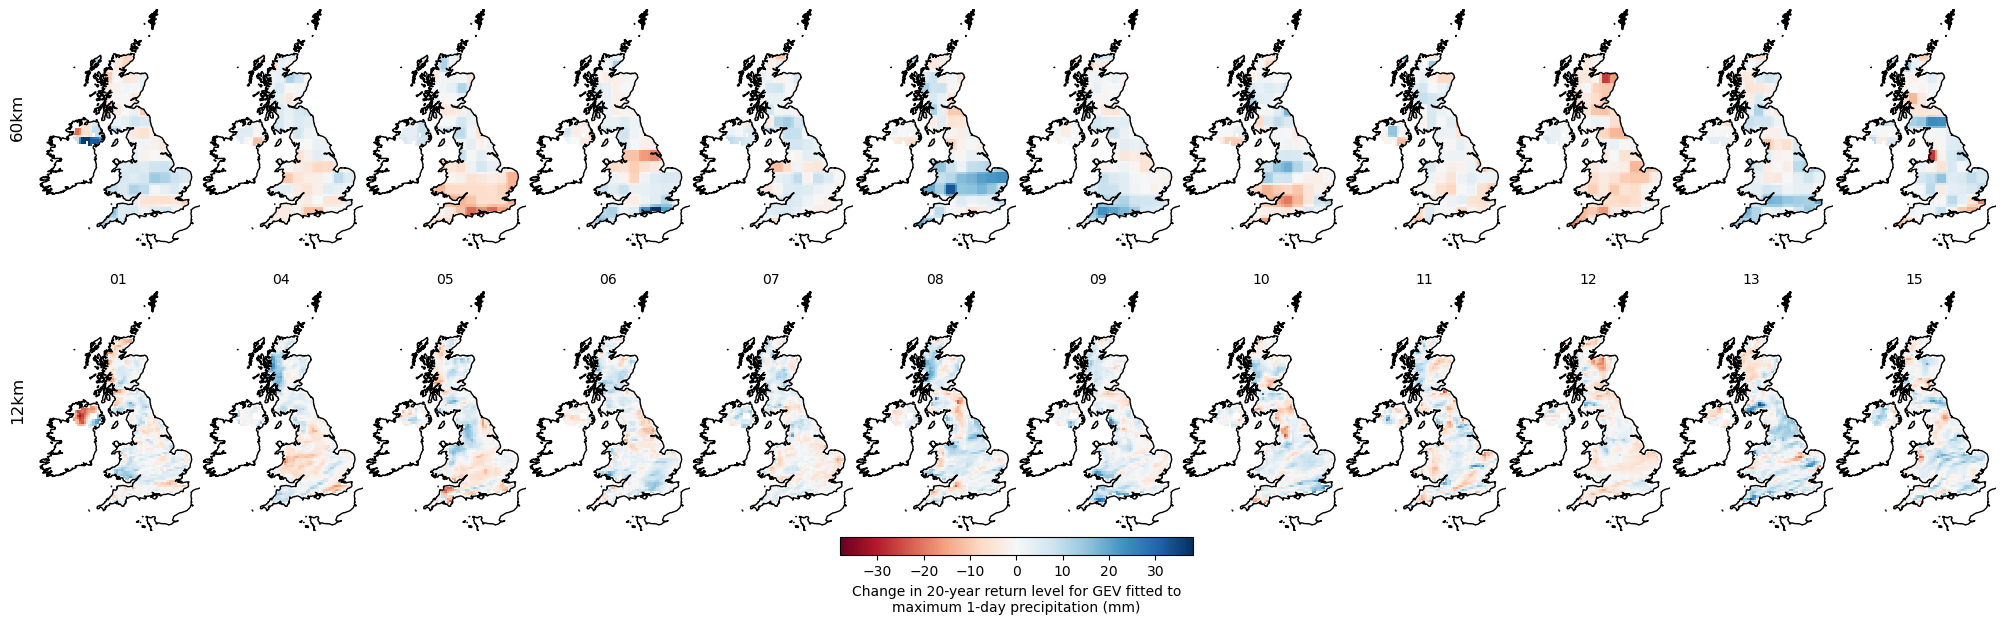 60km
01 04 05 06 07 08 09 10 11 12 13 15
12km
−30 −20 −10 0 10 20 30
Change in 20-year return level for GEV fitted to
maximum 1-day precipitation (mm)